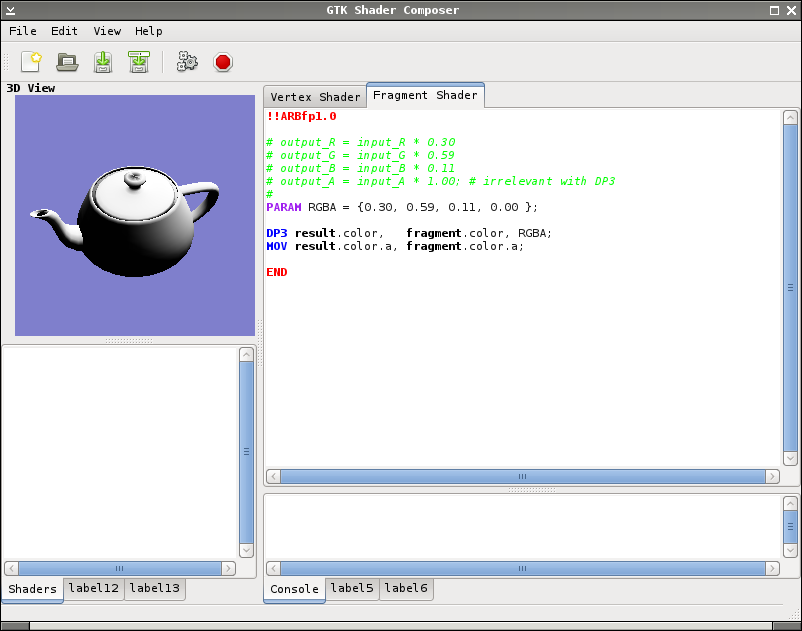 GTK Shader Composer
File Edit View Help
3D View
Vertex Shader Fragment Shader
!!ARBfp1.0
# output_R = input_R * 0.30
# output_G = input_G * 0.59
# output_B = input_B * 0.11
# output_A = input_A * 1.00; # irrelevant with DP3
#
PARAM RGBA = {0.30, 0.59, 0.11, 0.00 };
DP3 result.color,   fragment.color, RGBA;
MOV result.color.a, fragment.color.a;
END
Shaders label12 label13
Console label5 label6